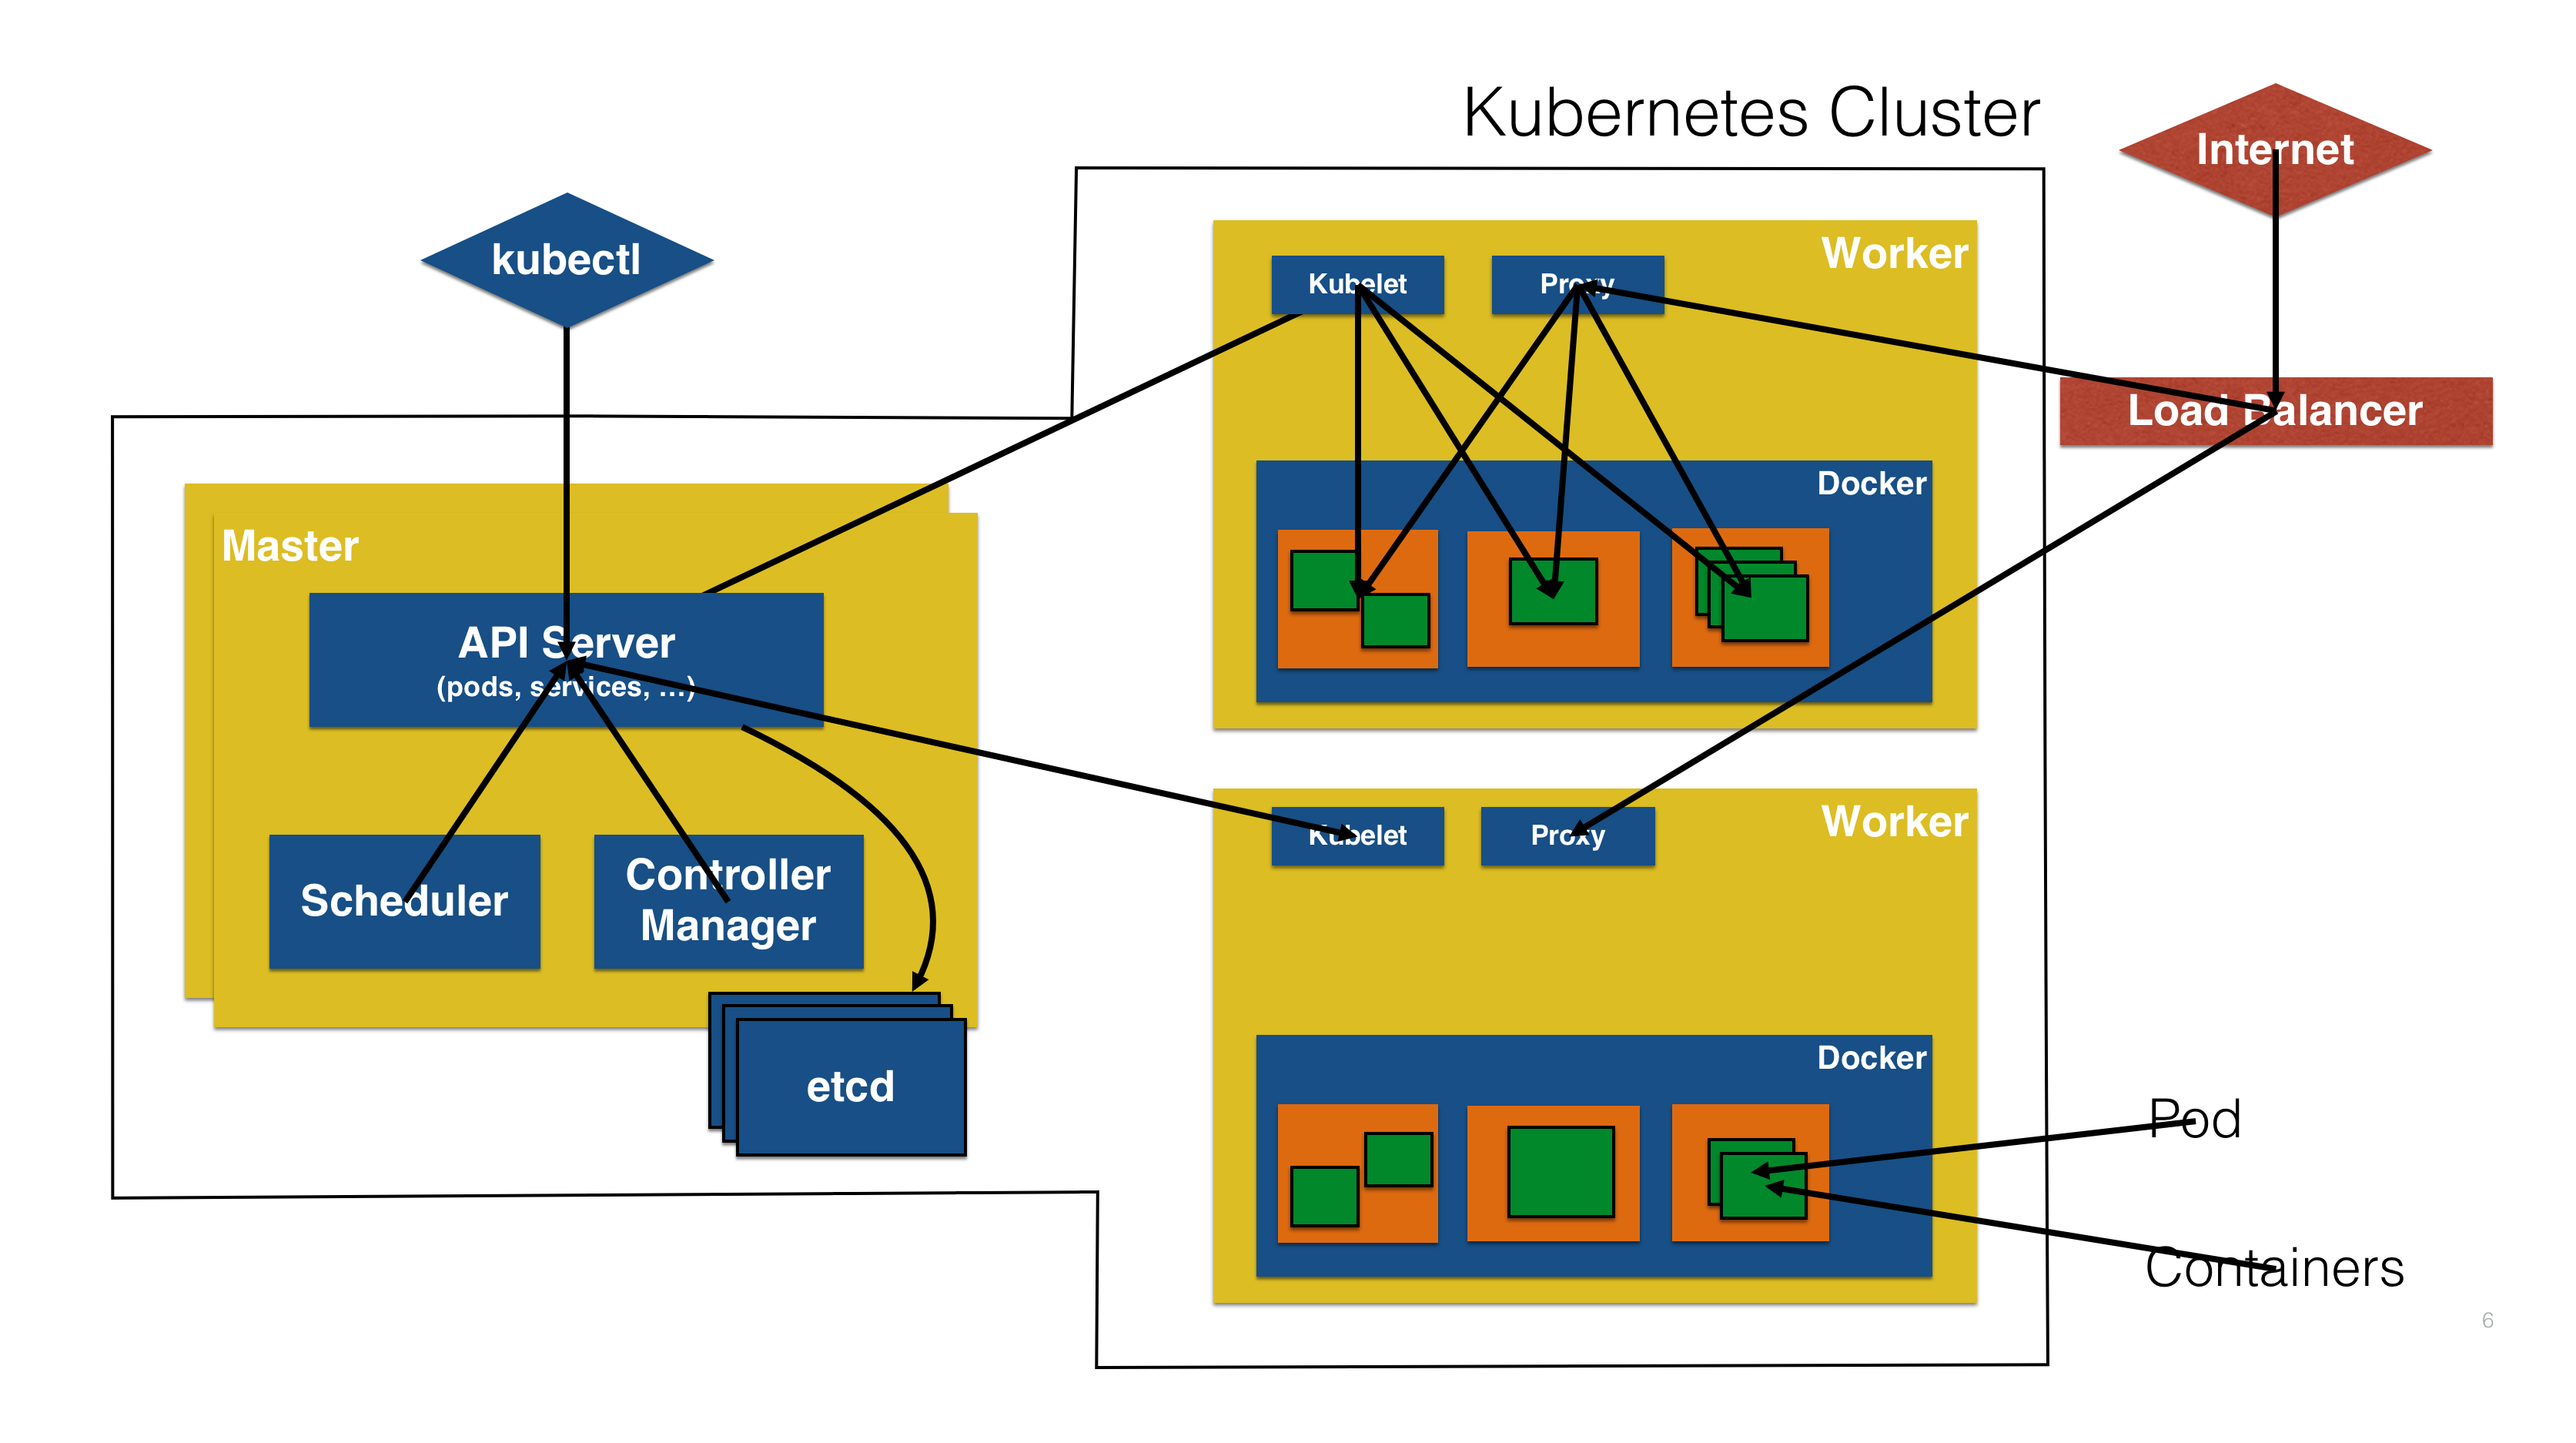 Kubernetes Cluster
Internet
kubectl
Worker
Kubelet
Proxy
Load Balancer
Docker
Master
API Server
(pods, services, …)
Worker
Kubelet
Proxy
Scheduler
Controller
Manager
etcd
Docker
Pod
Containers
6